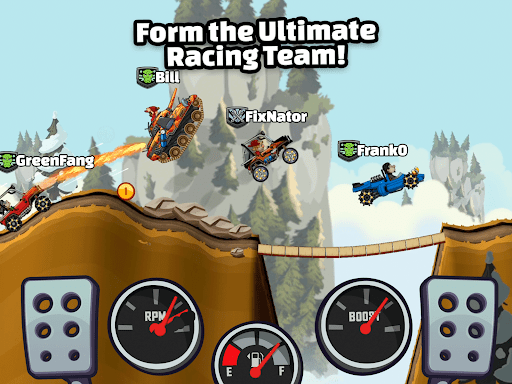 Form the Ultimate
Racing Team!
Bill
FixNator
GreenFang
FrankO
RPM
BOOST
E
F